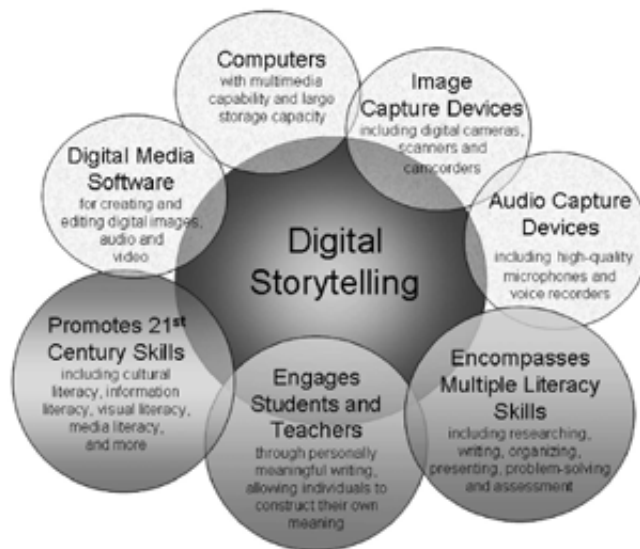 Computers
with multimedia
capability and large
storage capacity
Image
Capture Devices
including digital cameras,
scanners and
camcorders
Digital Media
Software
for creating and
editing digital images,
audio and
video
Audio Capture
Devices
including high-quality
microphones and
voice recorders
Digital
Storytelling
Promotes 21st
Century Skills
including cultural
literacy, information
literacy, visual literacy,
media literacy,
and more
Engages
Students and
Teachers
through personally
meaningful writing,
allowing individuals to
construct their own
meaning
Encompasses
Multiple Literacy
Skills
including researching,
writing, organizing,
presenting, problem-solving
and assessment